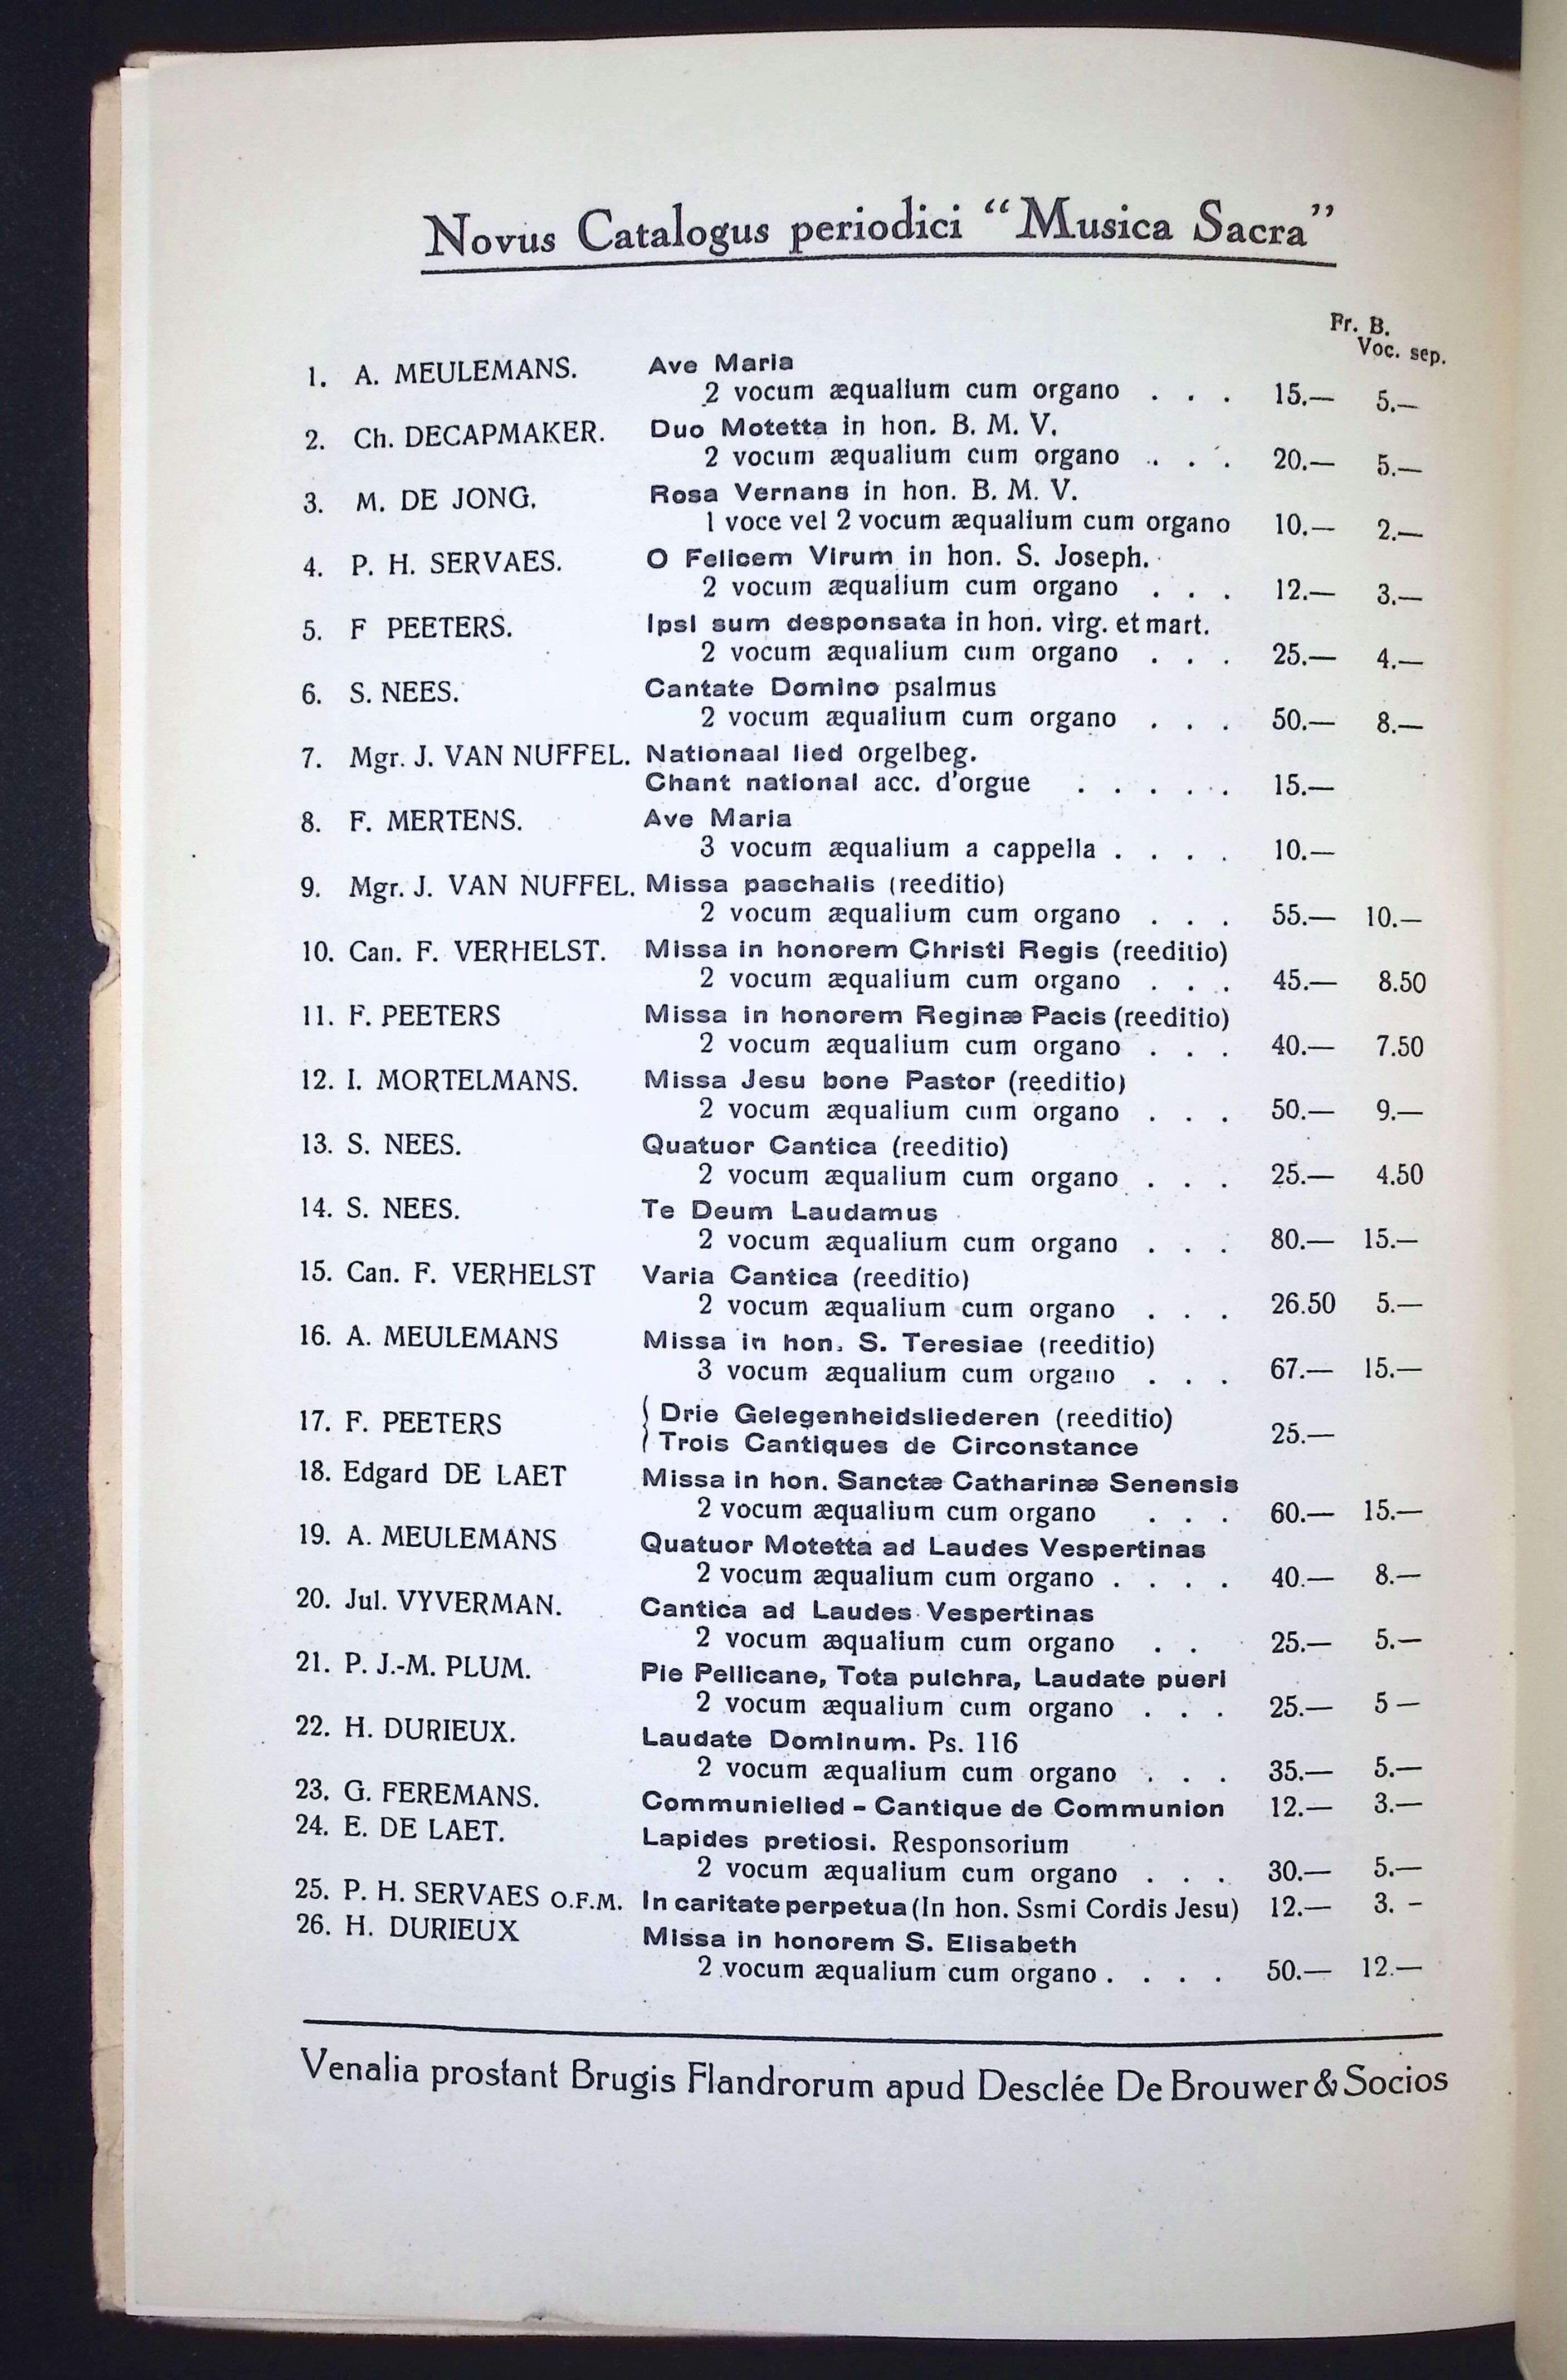 Novus Catalogus periodici “Musica Sacra”
Fr. B.
Voc. sep.
1. A. MEULEMANS. Ave Maria
2 vocum æqualium cum organo . . . 15.— 5.—
2. Ch. DECAPMAKER. Duo Motetta in hon. B. M. V.
2 vocum æqualium cum organo . . . 20.— 5.—
3. M. DE JONG. Rosa Vernans in hon. B. M. V.
1 voce vel 2 vocum æqualium cum organo 10.— 2.—
4. P. H. SERVAES. O Felicem Virum in hon. S. Joseph.
2 vocum æqualium cum organo . . . 12.— 3.—
5. F PEETERS. Ipsi sum desponsata in hon. virg. et mart.
2 vocum æqualium cum organo . . . 25.— 4.—
6. S. NEES. Cantate Domino psalmus
2 vocum æqualium cum organo . . . 50.— 8.—
7. Mgr. J. VAN NUFFEL. Nationaal lied orgelbeg.
Chant national acc. d'orgue . . . . . 15.—
8. F. MERTENS. Ave Maria
3 vocum æqualium a cappella . . . . 10.—
9. Mgr. J. VAN NUFFEL. Missa paschalis (reeditio)
2 vocum æqualium cum organo . . . 55.— 10.—
10. Can. F. VERHELST. Missa in honorem Christi Regis (reeditio)
2 vocum æqualium cum organo . . . 45.— 8.50
11. F. PEETERS Missa in honorem Reginæ Pacis (reeditio)
2 vocum æqualium cum organo . . . 40.— 7.50
12. I. MORTELMANS. Missa Jesu bone Pastor (reeditio)
2 vocum æqualium cum organo . . . 50.— 9.—
13. S. NEES. Quatuor Cantica (reeditio)
2 vocum æqualium cum organo . . . 25.— 4.50
14. S. NEES. Te Deum Laudamus
2 vocum æqualium cum organo . . . 80.— 15.—
15. Can. F. VERHELST Varia Cantica (reeditio)
2 vocum æqualium cum organo . . . 26.50 5.—
16. A. MEULEMANS Missa in hon. S. Teresiae (reeditio)
3 vocum æqualium cum organo . . . 67.— 15.—
17. F. PEETERS { Drie Gelegenheidsliederen (reeditio)
Trois Cantiques de Circonstance 25.—
18. Edgard DE LAET Missa in hon. Sanctæ Catharinæ Senensis
2 vocum æqualium cum organo . . . 60.— 15.—
19. A. MEULEMANS Quatuor Motetta ad Laudes Vespertinas
2 vocum æqualium cum organo . . . . 40.— 8.—
20. Jul. VYVERMAN. Cantica ad Laudes Vespertinas
2 vocum æqualium cum organo . . 25.— 5.—
21. P. J.-M. PLUM. Pie Pellicane, Tota pulchra, Laudate pueri
2 vocum æqualium cum organo . . . 25.— 5 —
22. H. DURIEUX. Laudate Dominum. Ps. 116
2 vocum æqualium cum organo . . . 35.— 5.—
23. G. FEREMANS. Communielied - Cantique de Communion 12.— 3.—
24. E. DE LAET. Lapides pretiosi. Responsorium
2 vocum æqualium cum organo . . . 30.— 5.—
25. P. H. SERVAES O.F.M. In caritate perpetua (In hon. Ssmi Cordis Jesu) 12.— 3. -
26. H. DURIEUX Missa in honorem S. Elisabeth
2 vocum æqualium cum organo . . . . 50.— 12.—
Venalia prostant Brugis Flandrorum apud Desclée De Brouwer & Socios